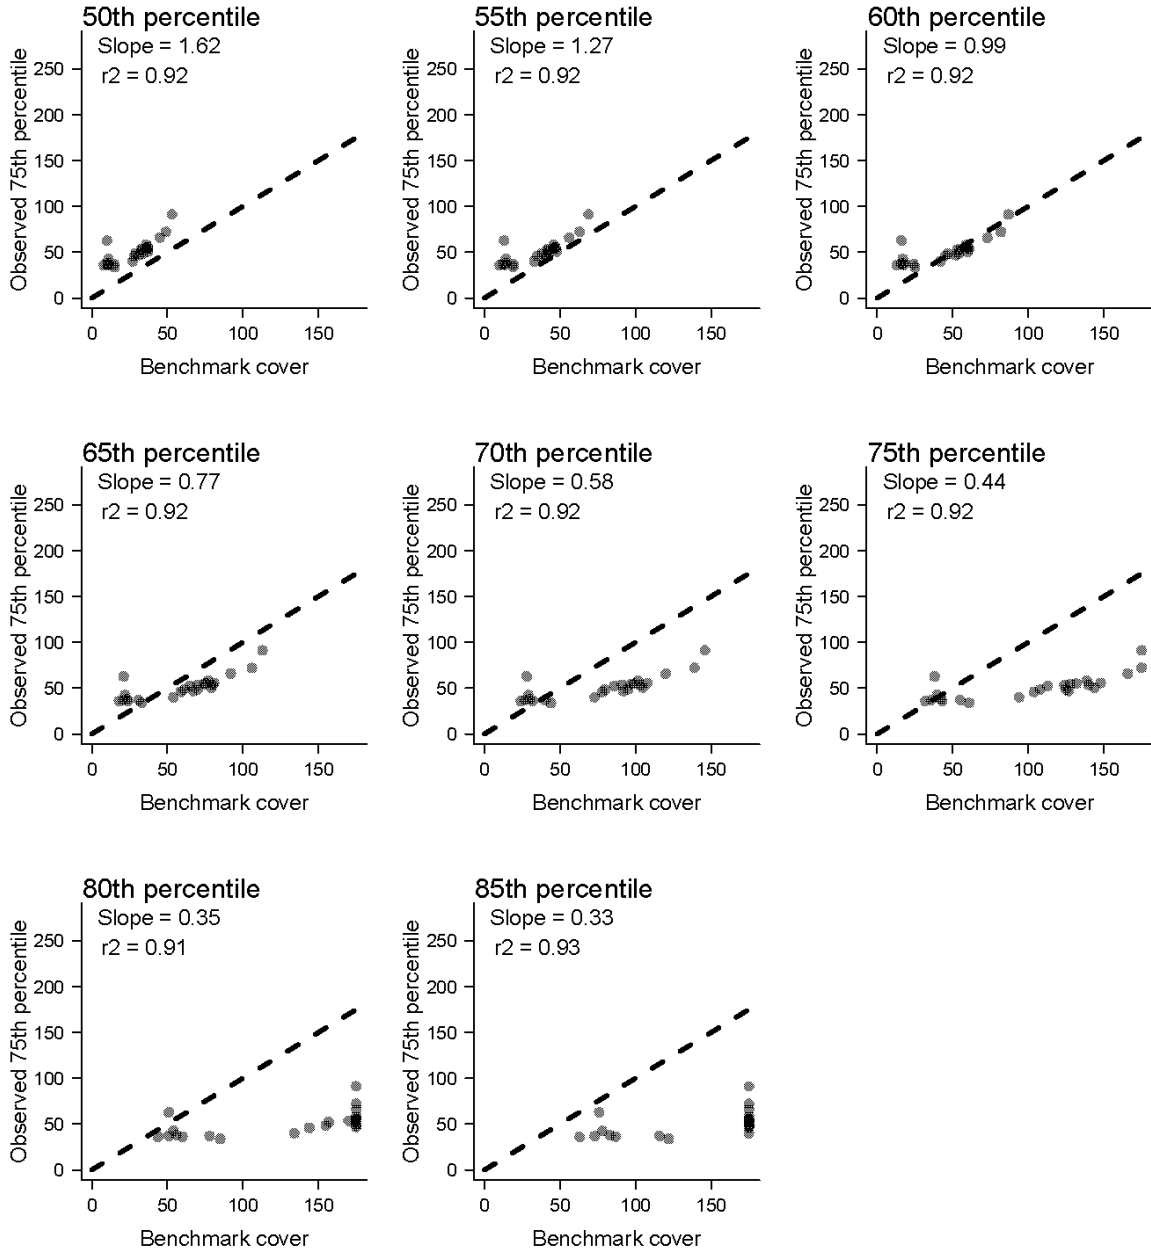 50th percentile
Slope = 1.62
r2 = 0.92
250
200
150
100
50
0
Observed 75th percentile
0 50 100 150
Benchmark cover
55th percentile
Slope = 1.27
r2 = 0.92
250
200
150
100
50
0
Observed 75th percentile
0 50 100 150
Benchmark cover
60th percentile
Slope = 0.99
r2 = 0.92
250
200
150
100
50
0
Observed 75th percentile
0 50 100 150
Benchmark cover
65th percentile
Slope = 0.77
r2 = 0.92
250
200
150
100
50
0
Observed 75th percentile
0 50 100 150
Benchmark cover
70th percentile
Slope = 0.58
r2 = 0.92
250
200
150
100
50
0
Observed 75th percentile
0 50 100 150
Benchmark cover
75th percentile
Slope = 0.44
r2 = 0.92
250
200
150
100
50
0
Observed 75th percentile
0 50 100 150
Benchmark cover
80th percentile
Slope = 0.35
r2 = 0.91
250
200
150
100
50
0
Observed 75th percentile
0 50 100 150
Benchmark cover
85th percentile
Slope = 0.33
r2 = 0.93
250
200
150
100
50
0
Observed 75th percentile
0 50 100 150
Benchmark cover